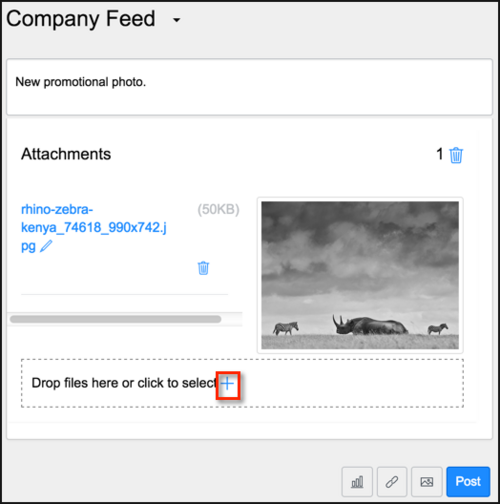 Company Feed
New promotional photo.
Attachments 1
rhino-zebra- (50KB)
kenya_74618_990x742.j
pg
Drop files here or click to select
Post